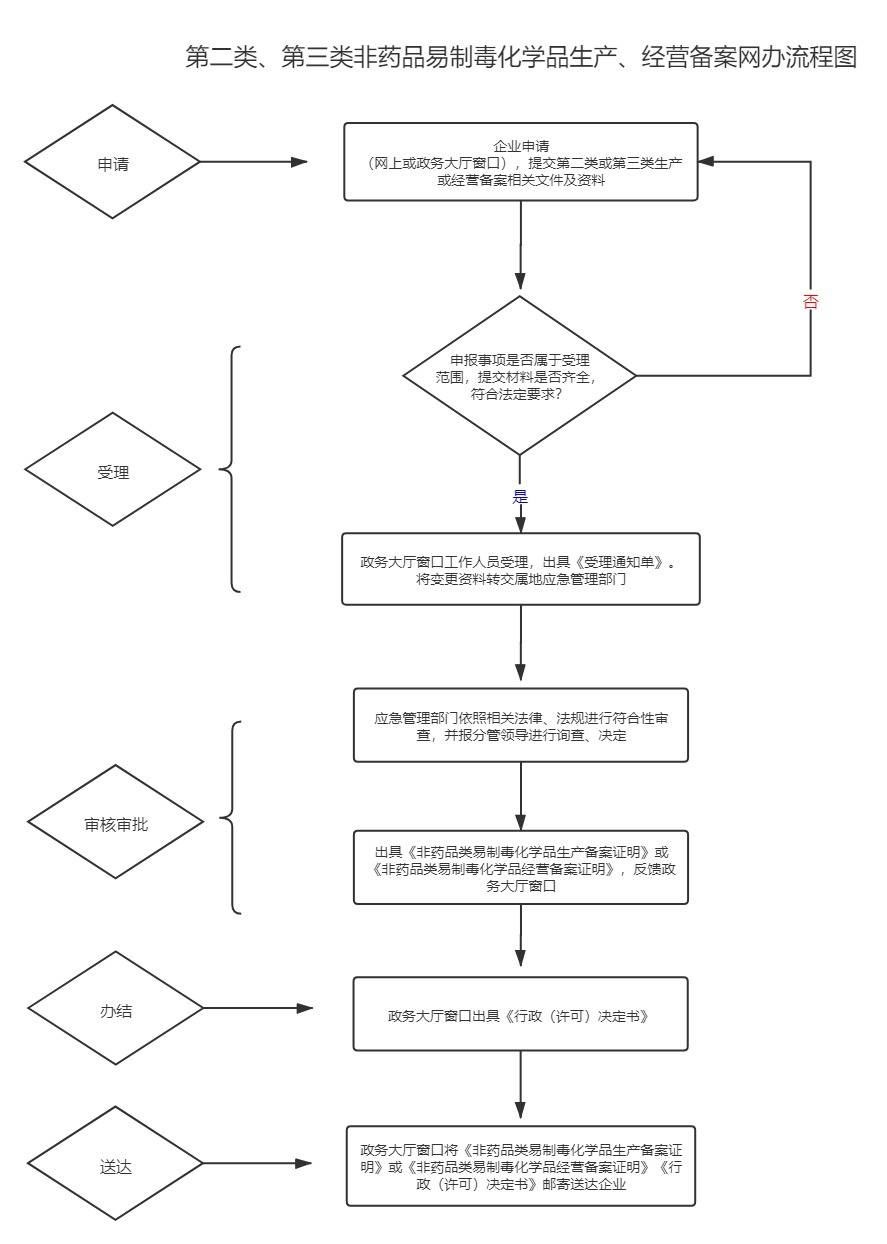 第二类、第三类非药品易制毒化学品生产、经营备案网办流程图
申请
企业申请
（网上或政务大厅窗口），提交第二类或第三类生产
或经营备案相关文件及资料
否
申报事项是否属于受理
范围，提交材料是否齐全，
符合法定要求？
受理
是
政务大厅窗口工作人员受理，出具《受理通知单》。
将变更资料转交属地应急管理部门
应急管理部门依照相关法律、法规进行符合性审
查，并报分管领导进行询查、决定
审核审批
出具《非药品类易制毒化学品生产备案证明》或
《非药品类易制毒化学品经营备案证明》，反馈政
务大厅窗口
办结
政务大厅窗口出具《行政（许可）决定书》
送达
政务大厅窗口将《非药品类易制毒化学品生产备案证
明》或《非药品类易制毒化学品经营备案证明》《行
政（许可）决定书》邮寄送达企业